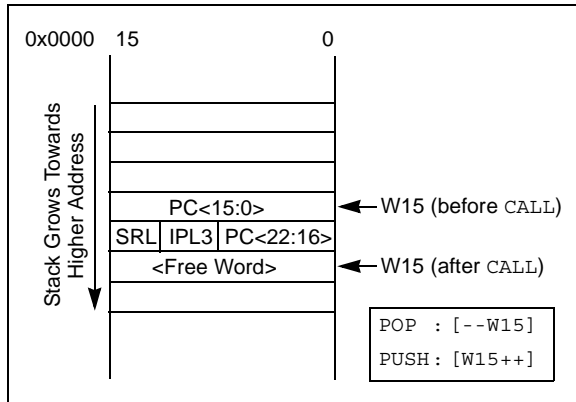 0x0000 15 0
Stack Grows Towards
Higher Address
PC<15:0>
W15 (before CALL)
SRL IPL3 PC<22:16>
<Free Word>
W15 (after CALL)
POP : [--W15]
PUSH: [W15++]